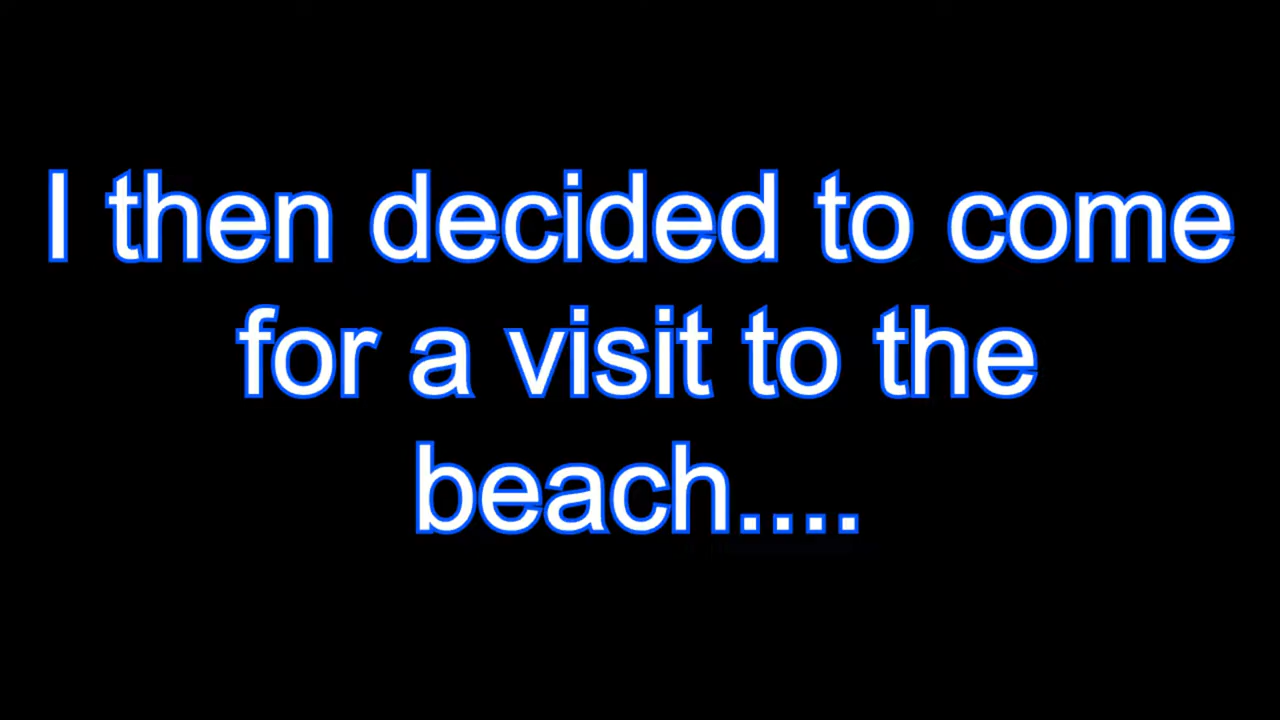 I then decided to come
for a visit to the
beach....